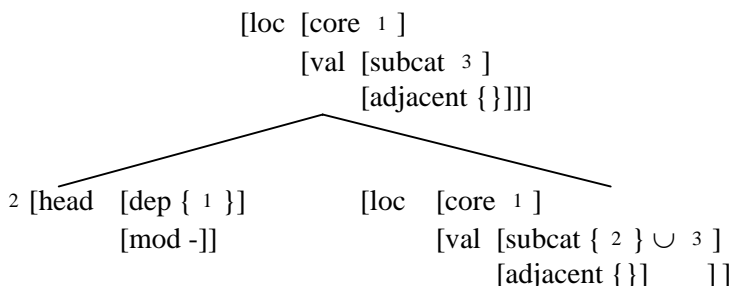 [loc [core 1 ]
[val [subcat 3 ]
[adjacent {}]]]
2 [head [dep { 1 }] [loc [core 1 ]
[mod -]] [val [subcat { 2 } ∪ 3 ]
[adjacent {}] ] ]